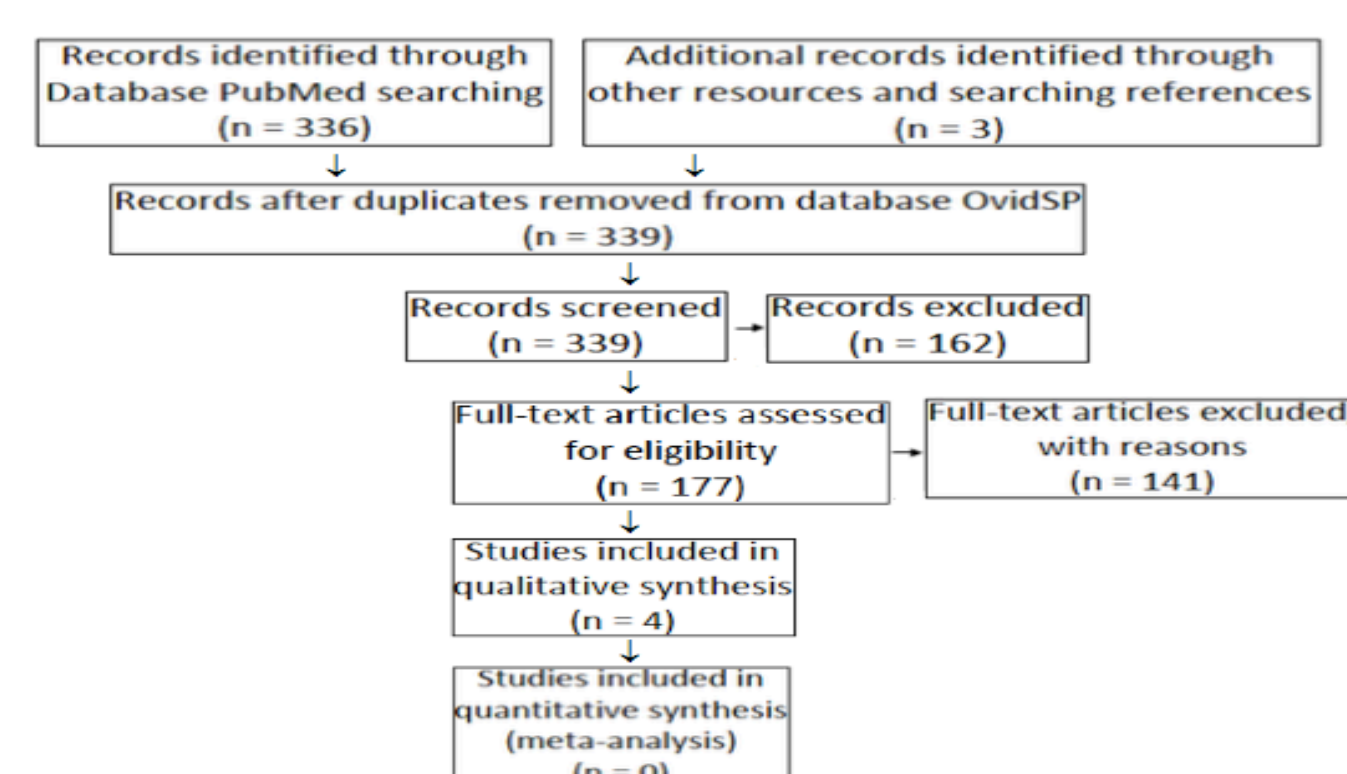 Records identified through
Database PubMed searching
(n = 336)
Additional records identified through
other resources and searching references
(n = 3)
↓ ↓
Records after duplicates removed from database OvidSP
(n = 339)
↓
Records screened
(n = 339)
→
Records excluded
(n = 162)
↓
Full-text articles assessed
for eligibility
(n = 177)
→
Full-text articles excluded
with reasons
(n = 141)
↓
Studies included in
qualitative synthesis
(n = 4)
↓
Studies included in
quantitative synthesis
(meta-analysis)
(n = 0)